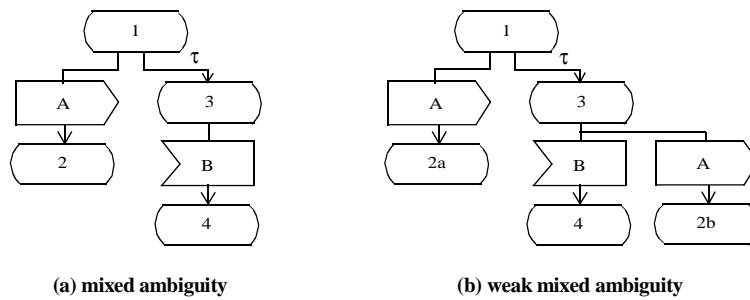 1
1
τ
τ
A
3
A
3
2
B
2a
B
A
4
4
2b
(a) mixed ambiguity
(b) weak mixed ambiguity